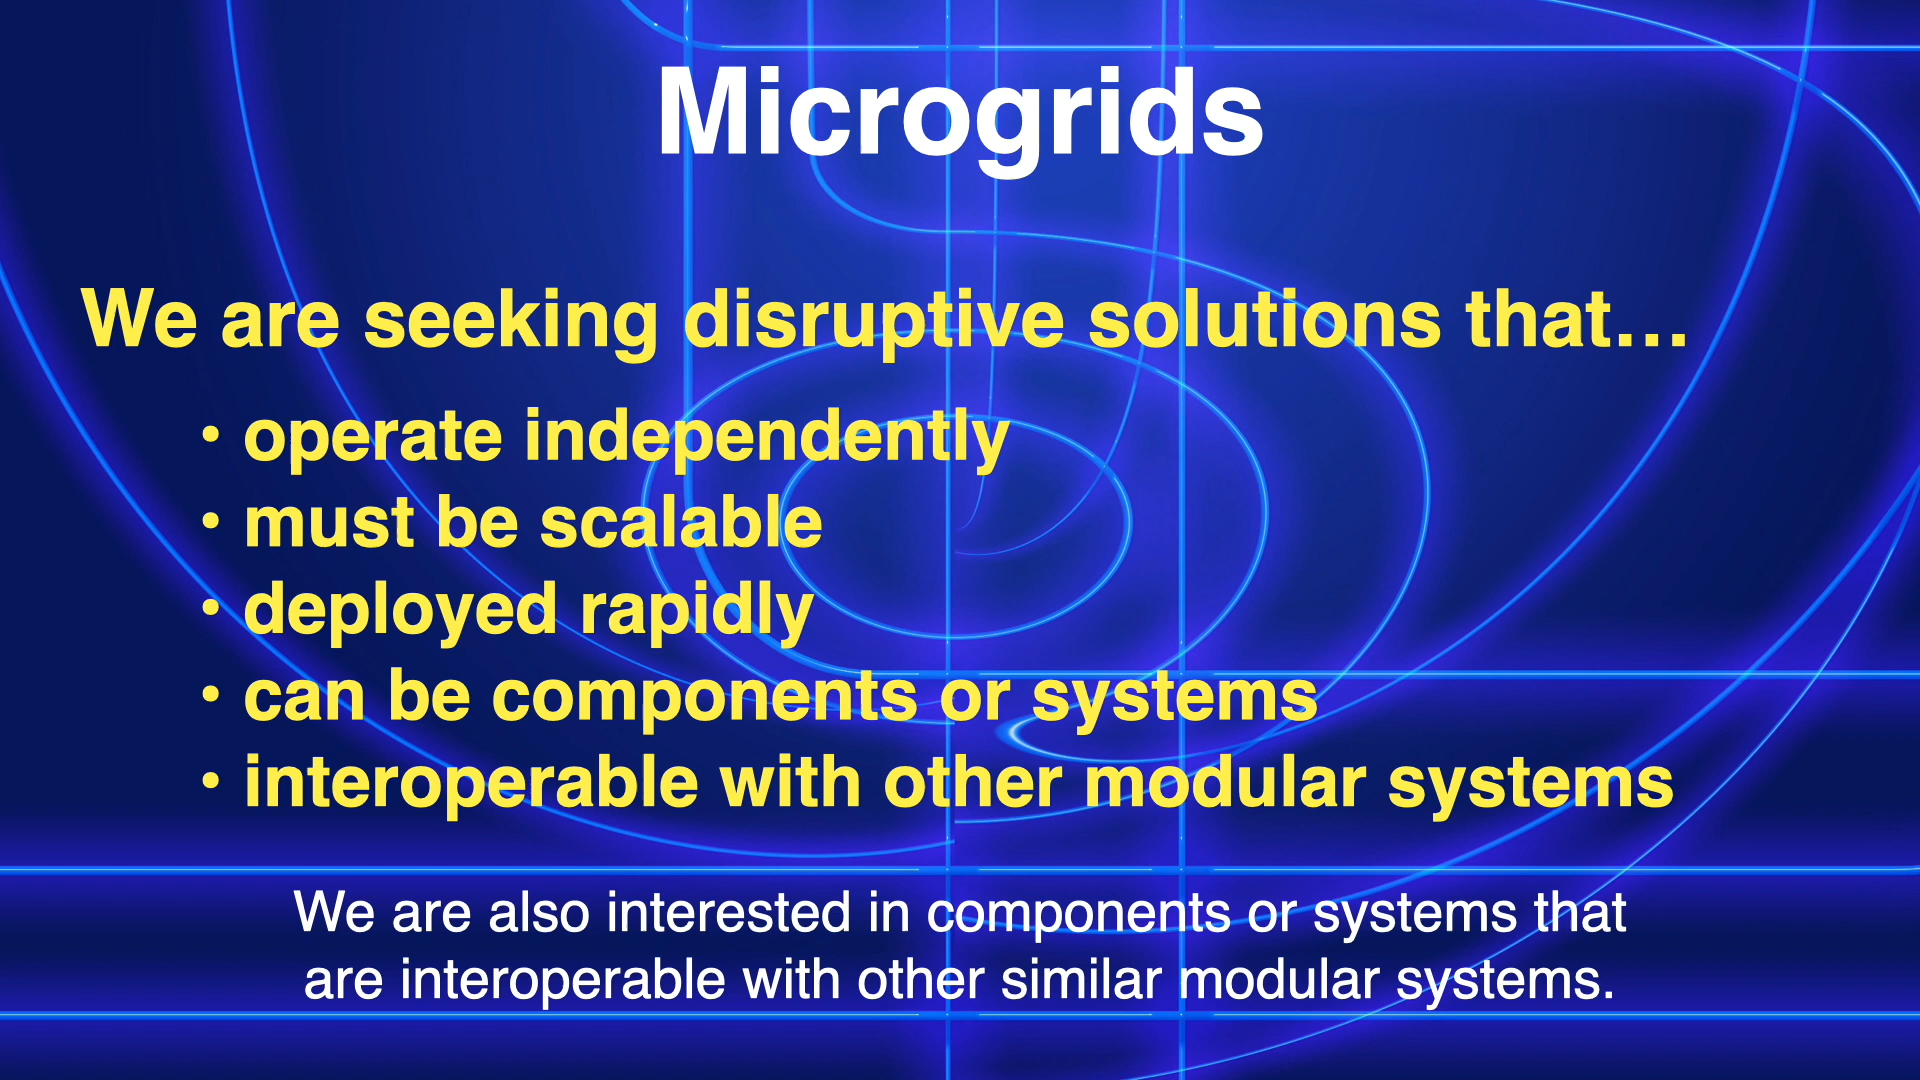 Microgrids
We are seeking disruptive solutions that...
• operate independently
• must be scalable
• deployed rapidly
• can be components or systems
• interoperable with other modular systems
We are also interested in components or systems that
are interoperable with other similar modular systems.